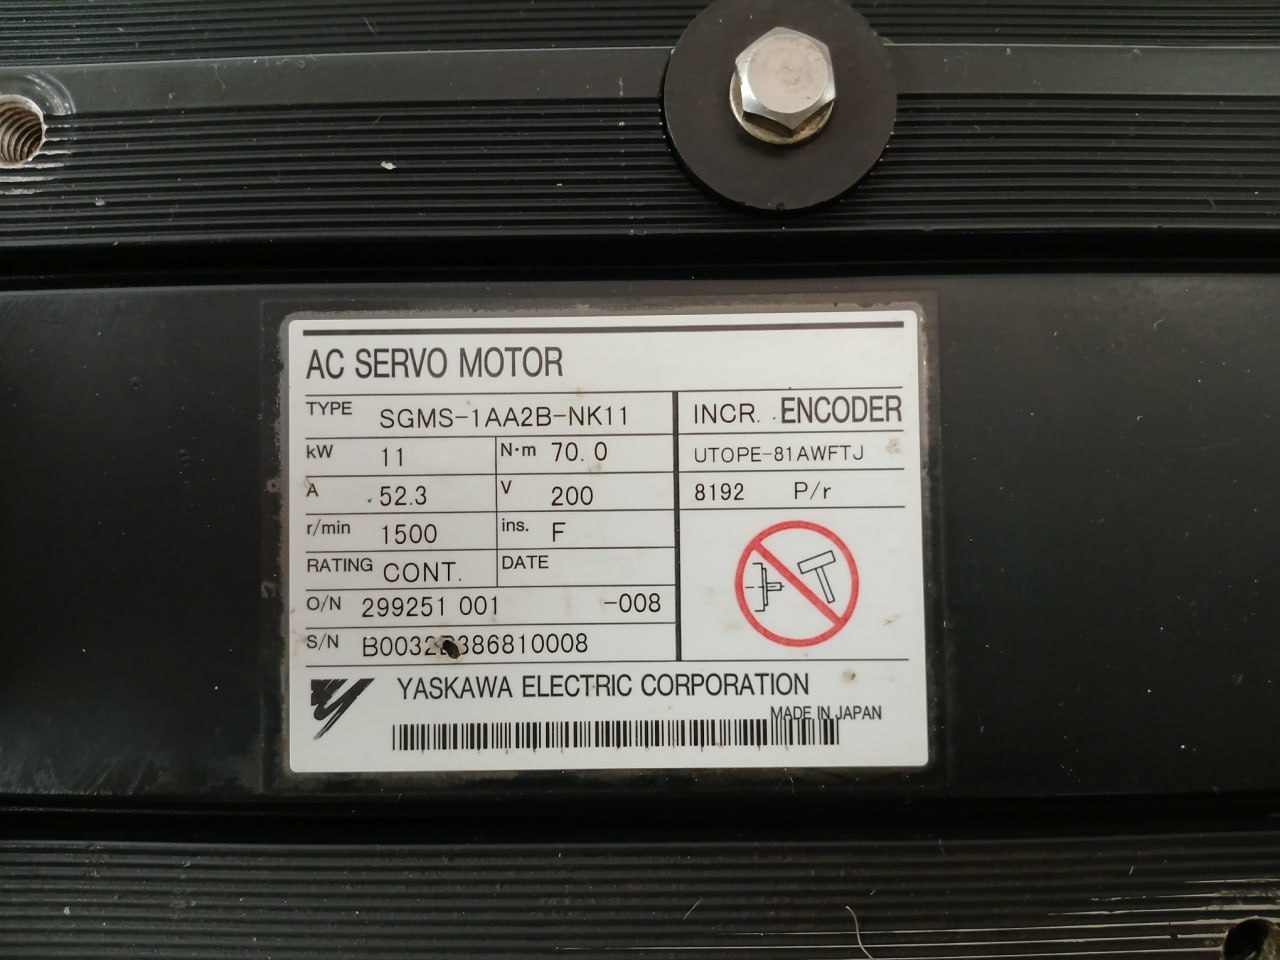 AC SERVO MOTOR
TYPE SGMS-1AA2B-NK11
kW 11 N·m 70.0
A 52.3 V 200
r/min 1500 ins. F
RATING CONT. DATE
O/N 299251 001 -008
S/N
INCR. ENCODER
UTOPE-81AWFTJ
8192 P/r
YASKAWA ELECTRIC CORPORATION
MADE IN JAPAN